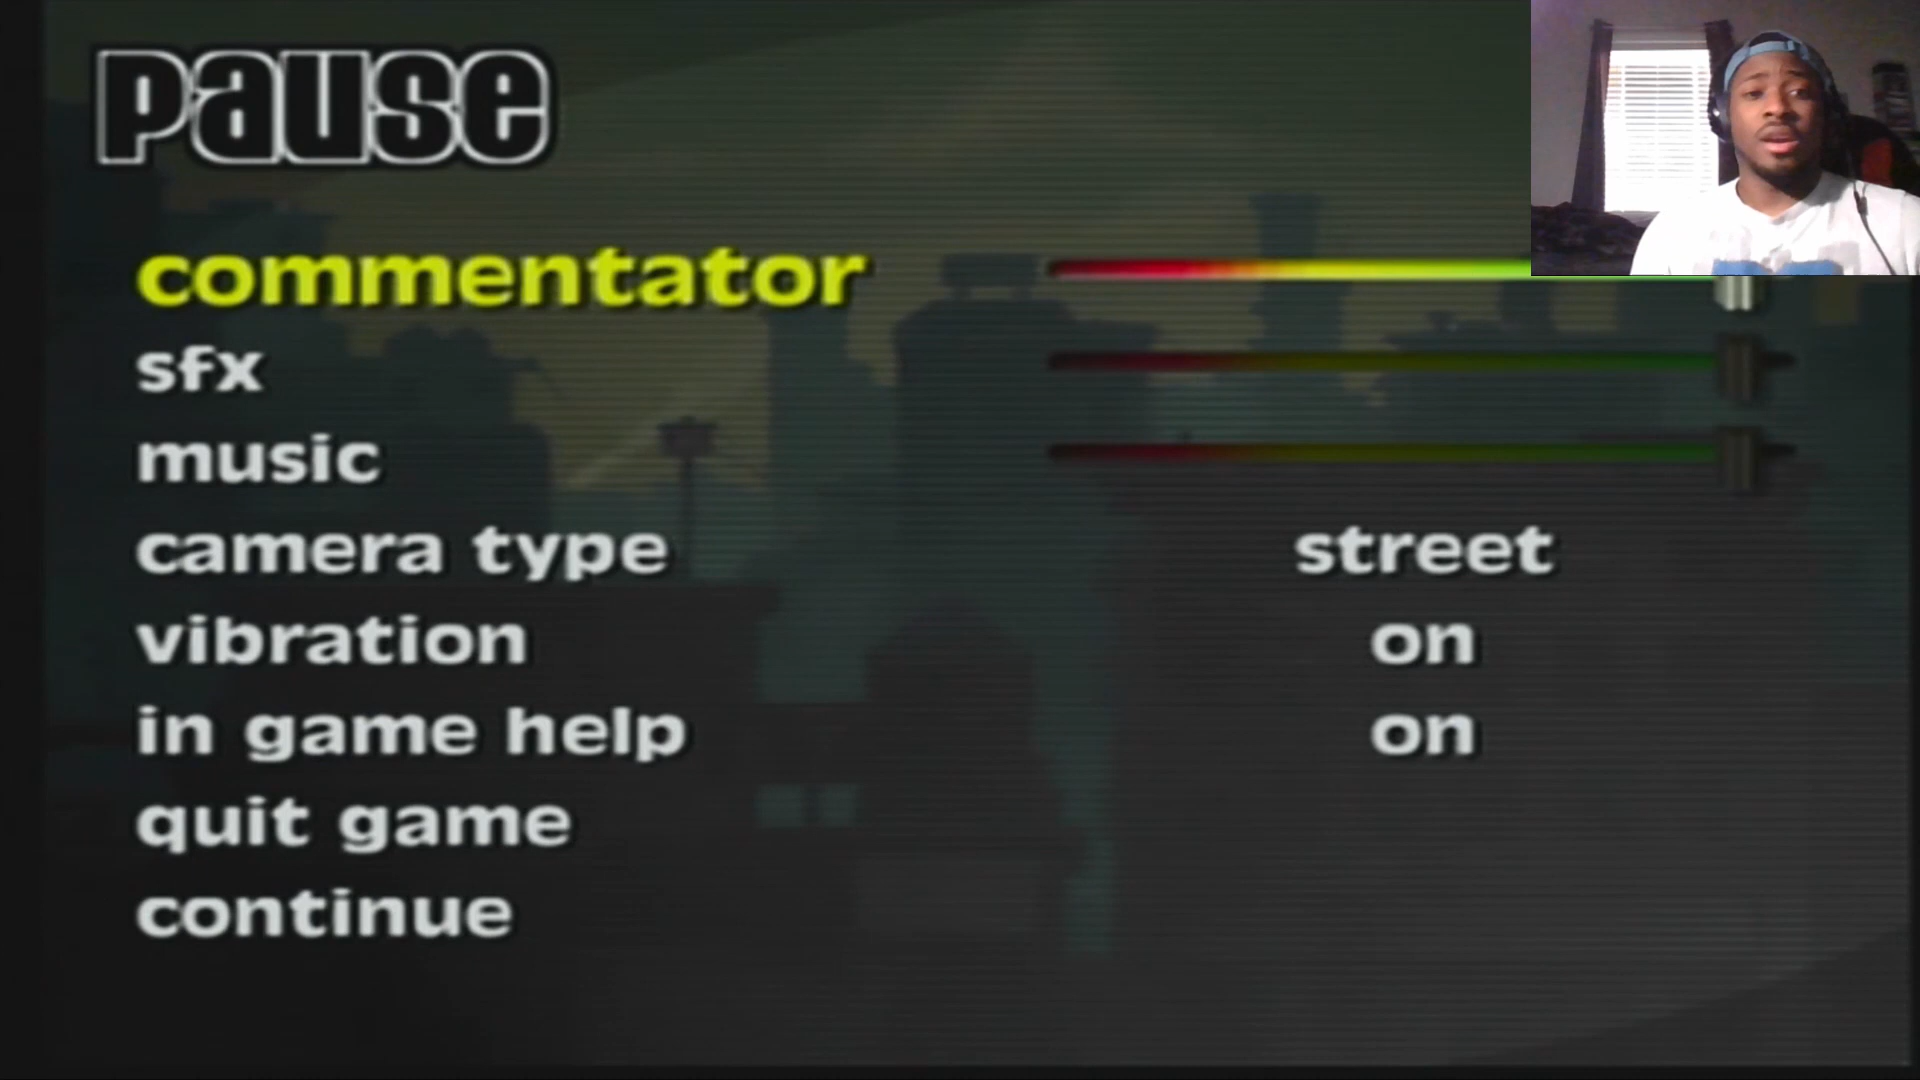 pause
commentator
sfx
music
camera type street
vibration on
in game help on
quit game
continue